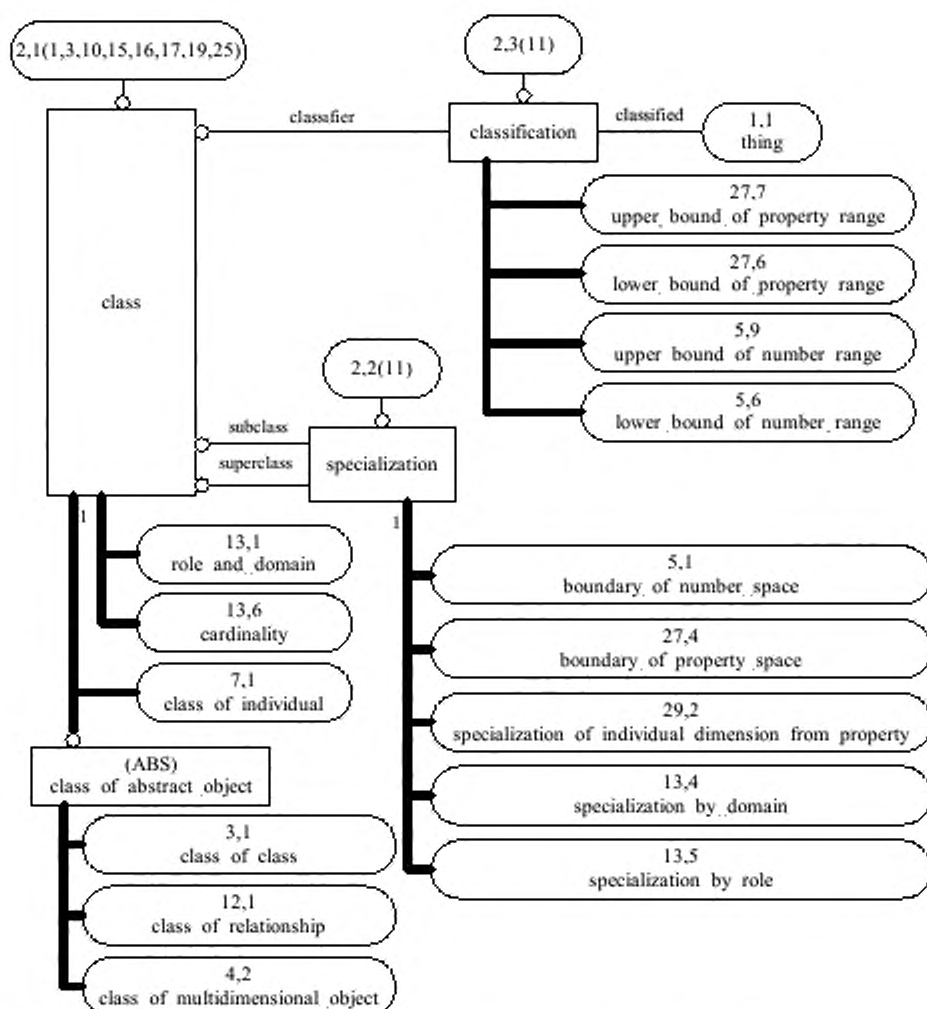 2,1(1,3,10,15,16,17,19,25)
2,3(11)
classifier
classification
classified
1,1
thing
27,7
upper bound of property range
27,6
lower bound of property range
class
5,9
upper bound of number range
2,2(11)
5,6
lower bound of number range
subclass
superclass
specialization
1
1
13,1
role and domain
5,1
boundary of number space
13,6
cardinality
27,4
boundary of property space
7,1
class of individual
29,2
specialization of individual dimension from property
(ABS)
class of abstract object
13,4
specialization by domain
3,1
class of class
13,5
specialization by role
12,1
class of relationship
4,2
class of multidimensional object